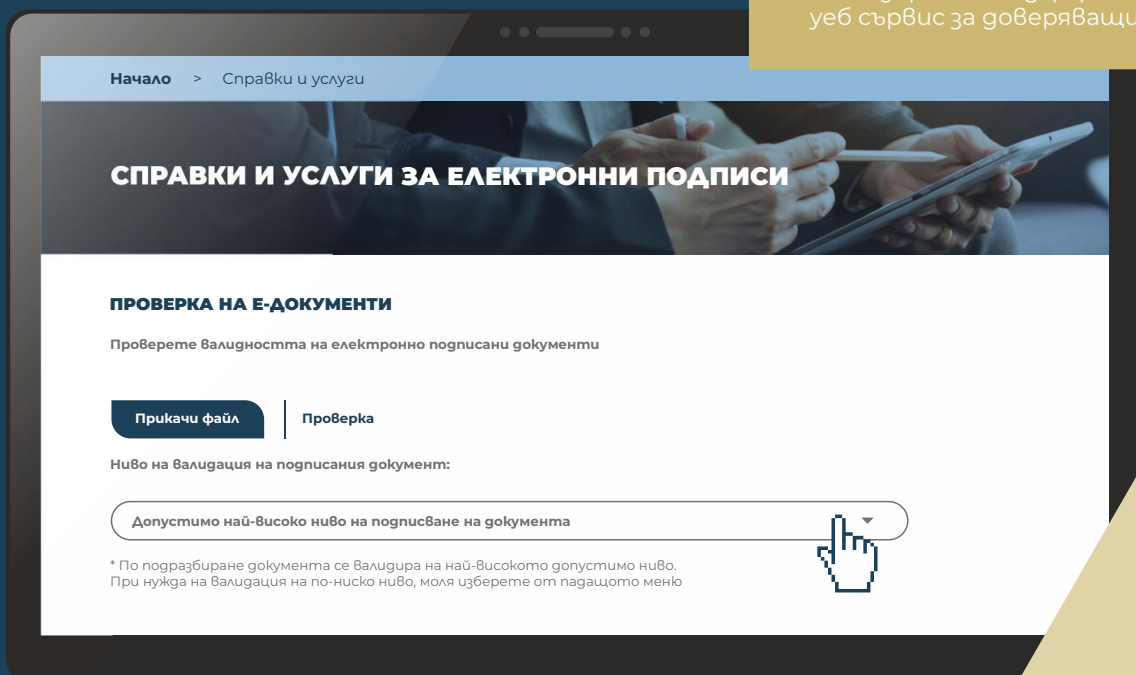 уеб сървис за доверяващи
Начало > Справки и услуги
СПРАВКИ И УСЛУГИ ЗА ЕЛЕКТРОННИ ПОДПИСИ
ПРОВЕРКА НА Е-ДОКУМЕНТИ
Проверете валидността на електронно подписани документи
Прикачи файл
Проверка
Ниво на валидация на подписания документ:
Допустимо най-високо ниво на подписване на документа
* По подразбиране документа се валидира на най-високото допустимо ниво.
При нужда на валидация на по-ниско ниво, моля изберете от падащото меню